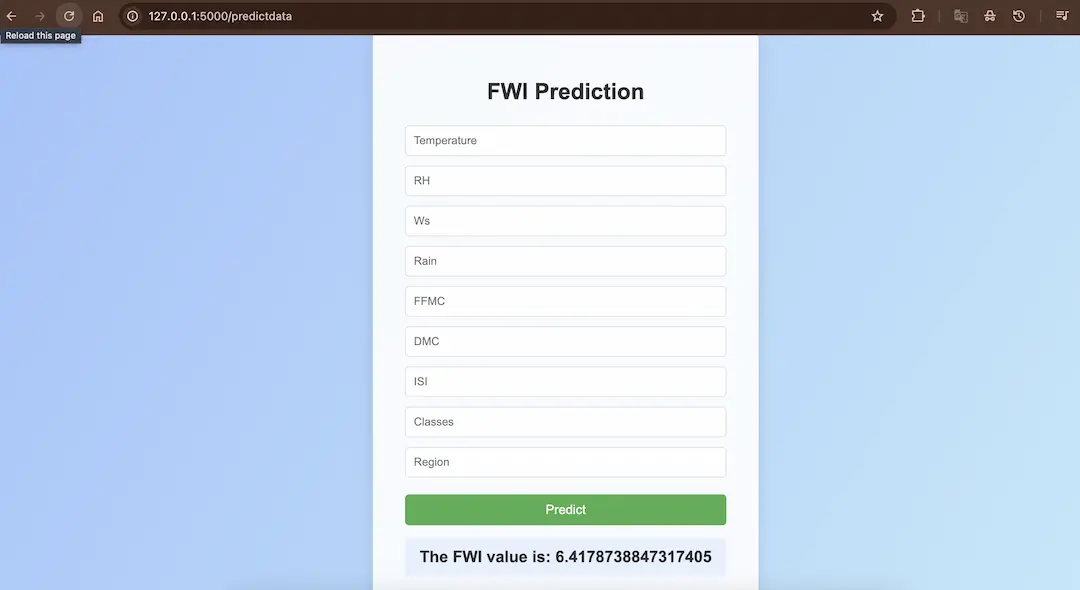 127.0.0.1:5000/predictdata
Reload this page
FWI Prediction
Temperature
RH
Ws
Rain
FFMC
DMC
ISI
Classes
Region
Predict
The FWI value is: 6.4178738847317405